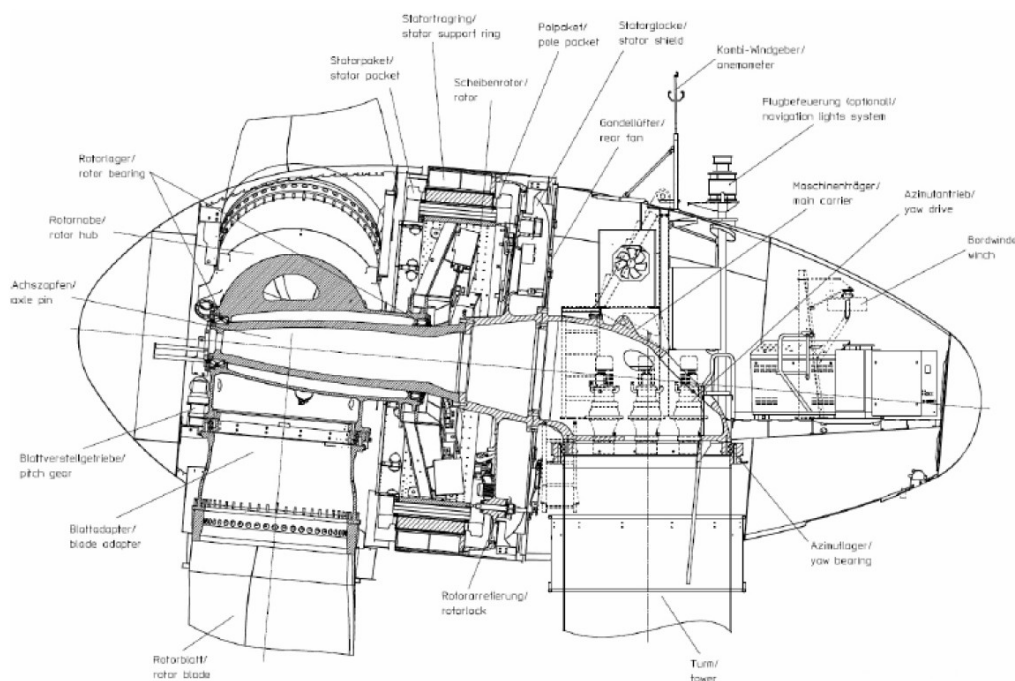 Statortragring/
stator support ring
Polpaket/
pole packet
Statorglocke/
stator shield
Kombi-Windgeber/
anemometer
Statorpaket/
stator packet
Scheibenrotor/
rotor
Flugbefeuerung (optional)/
navigation lights system
Gondellüfter/
rear fan
Rotorlager/
rotor bearing
Maschinenträger/
main carrier
Azimutantrieb/
yaw drive
Rotornabe/
rotor hub
Bordwinde
winch
Achszapfen/
axle pin
Blattverstellgetriebe/
pitch gear
Blattadapter/
blade adapter
Azimutlager/
yaw bearing
Rotorarretierung/
rotorlock
Rotorblatt/
rotor blade
Turm/
tower